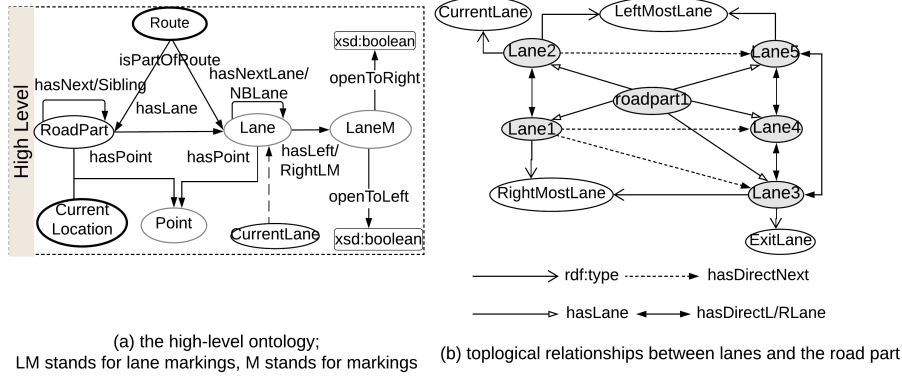 High Level
Route
isPartOfRoute
hasNext/Sibling
hasNextLane/
NBLane
hasLane
xsd:boolean
openToRight
RoadPart
Lane
LaneM
hasPoint
hasPoint
hasLeft/
RightLM
openToLeft
Current
Location
Point
CurrentLane
xsd:boolean
(a) the high-level ontology;
LM stands for lane markings, M stands for markings
CurrentLane
LeftMostLane
Lane2
Lane5
roadpart1
Lane1
Lane4
RightMostLane
Lane3
ExitLane
rdf:type
hasDirectNext
hasLane
hasDirectL/RLane
(b) toplogical relationships between lanes and the road part